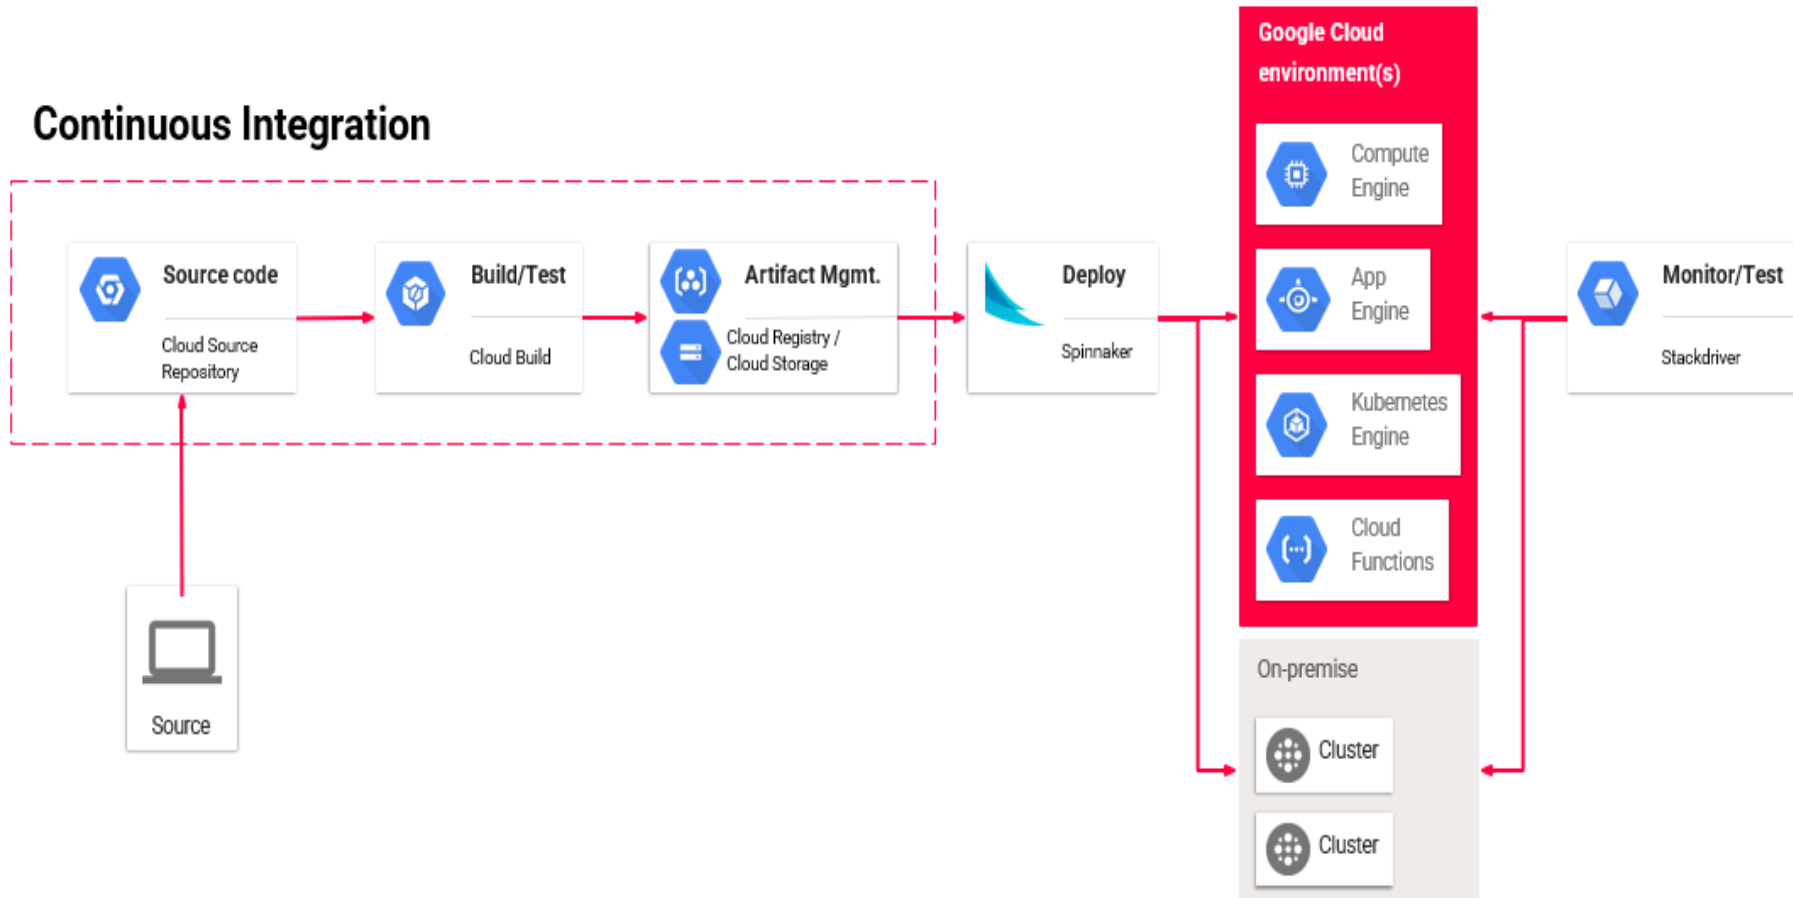 Continuous Integration
Source code
Cloud Source
Repository
Build/Test
Cloud Build
Artifact Mgmt.
Cloud Registry /
Cloud Storage
Deploy
Spinnaker
Google Cloud
environment(s)
Compute
Engine
App
Engine
Kubernetes
Engine
Cloud
Functions
On-premise
Cluster
Cluster
Monitor/Test
Stackdriver
Source